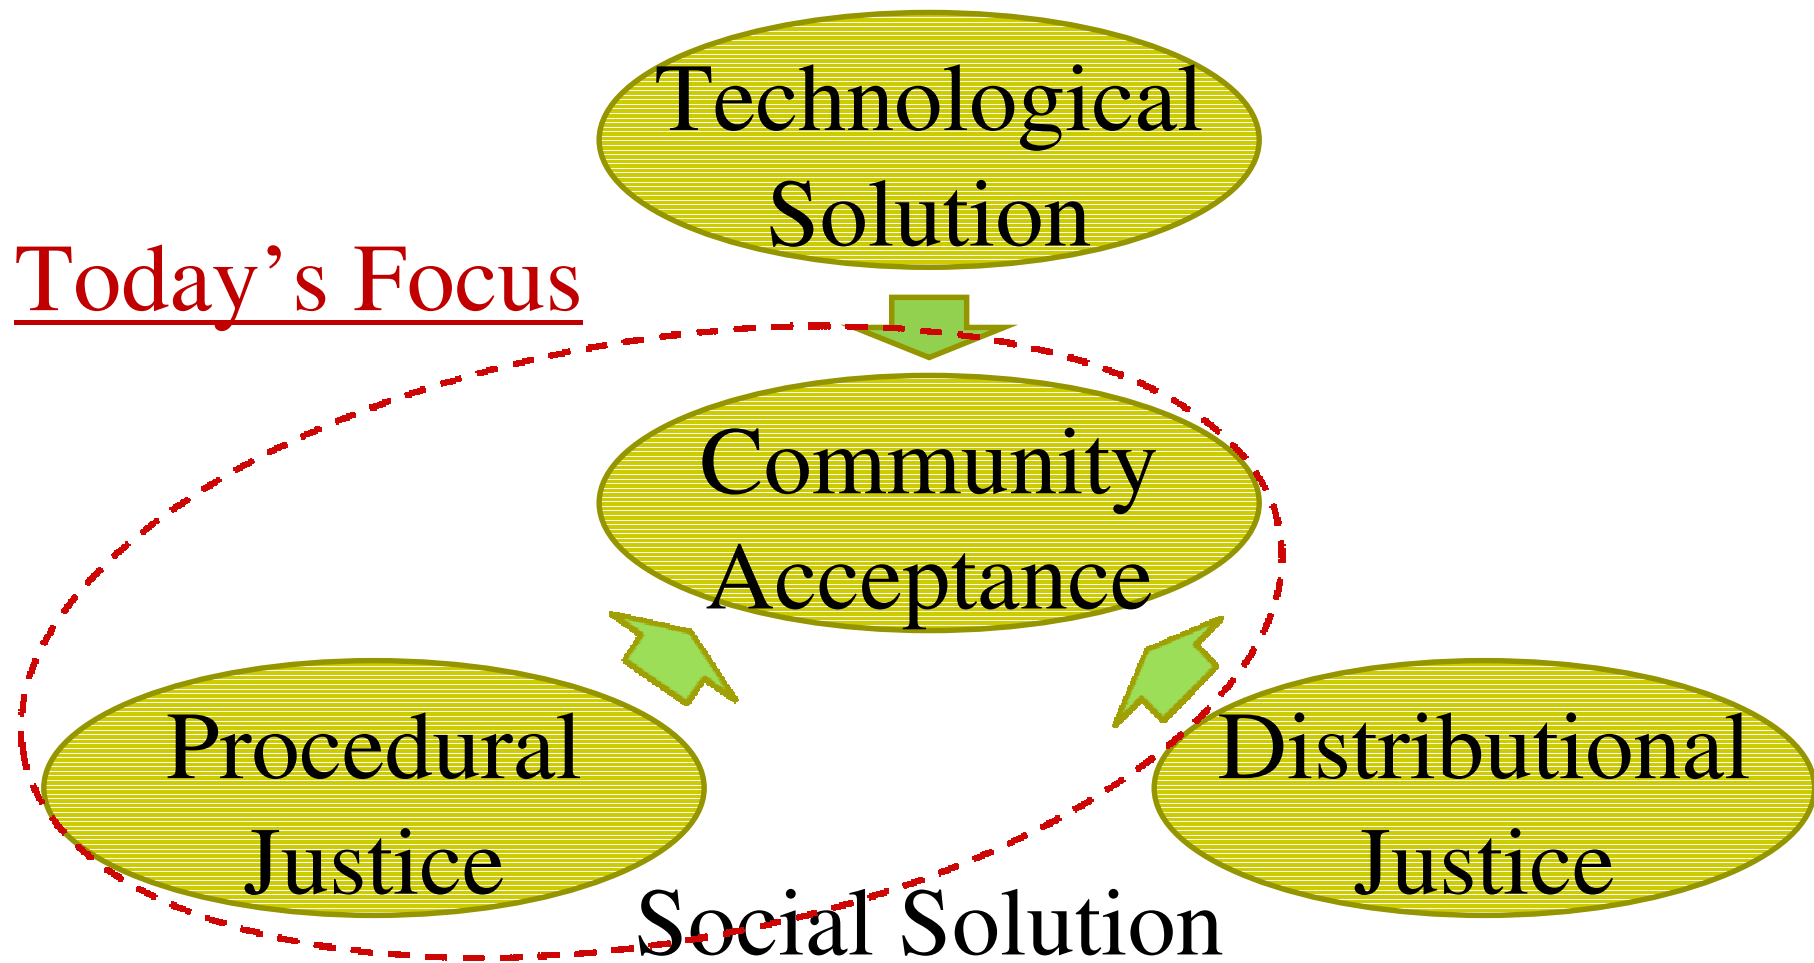 Technological
Solution
Today’s Focus
Community
Acceptance
Procedural
Justice
Distributional
Justice
Social Solution